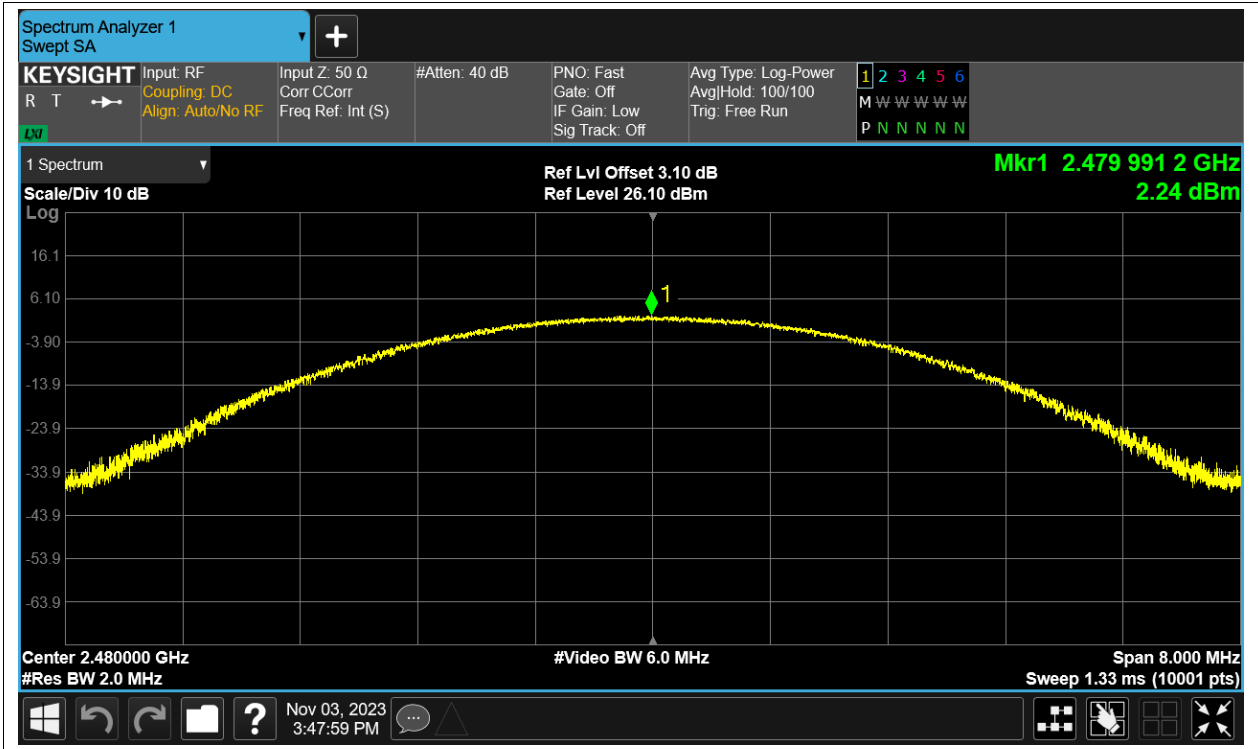 Spectrum Analyzer 1
Swept SA
+
KEYSIGHT
R T
LXI
Input: RF
Coupling: DC
Align: Auto/No RF
Input Z: 50 Ω
Corr CCorr
Freq Ref: Int (S)
#Atten: 40 dB
PNO: Fast
Gate: Off
IF Gain: Low
Sig Track: Off
Avg Type: Log-Power
Avg|Hold: 100/100
Trig: Free Run
1 2 3 4 5 6
M W W W W W
P N N N N N
1 Spectrum
Scale/Div 10 dB
Log
Ref Lvl Offset 3.10 dB
Ref Level 26.10 dBm
Mkr1 2.479 991 2 GHz
2.24 dBm
16.1
6.10
-3.90
-13.9
-23.9
-33.9
-43.9
-53.9
-63.9
1
Center 2.480000 GHz
#Video BW 6.0 MHz
Span 8.000 MHz
#Res BW 2.0 MHz
Sweep 1.33 ms (10001 pts)
?
Nov 03, 2023
3:47:59 PM